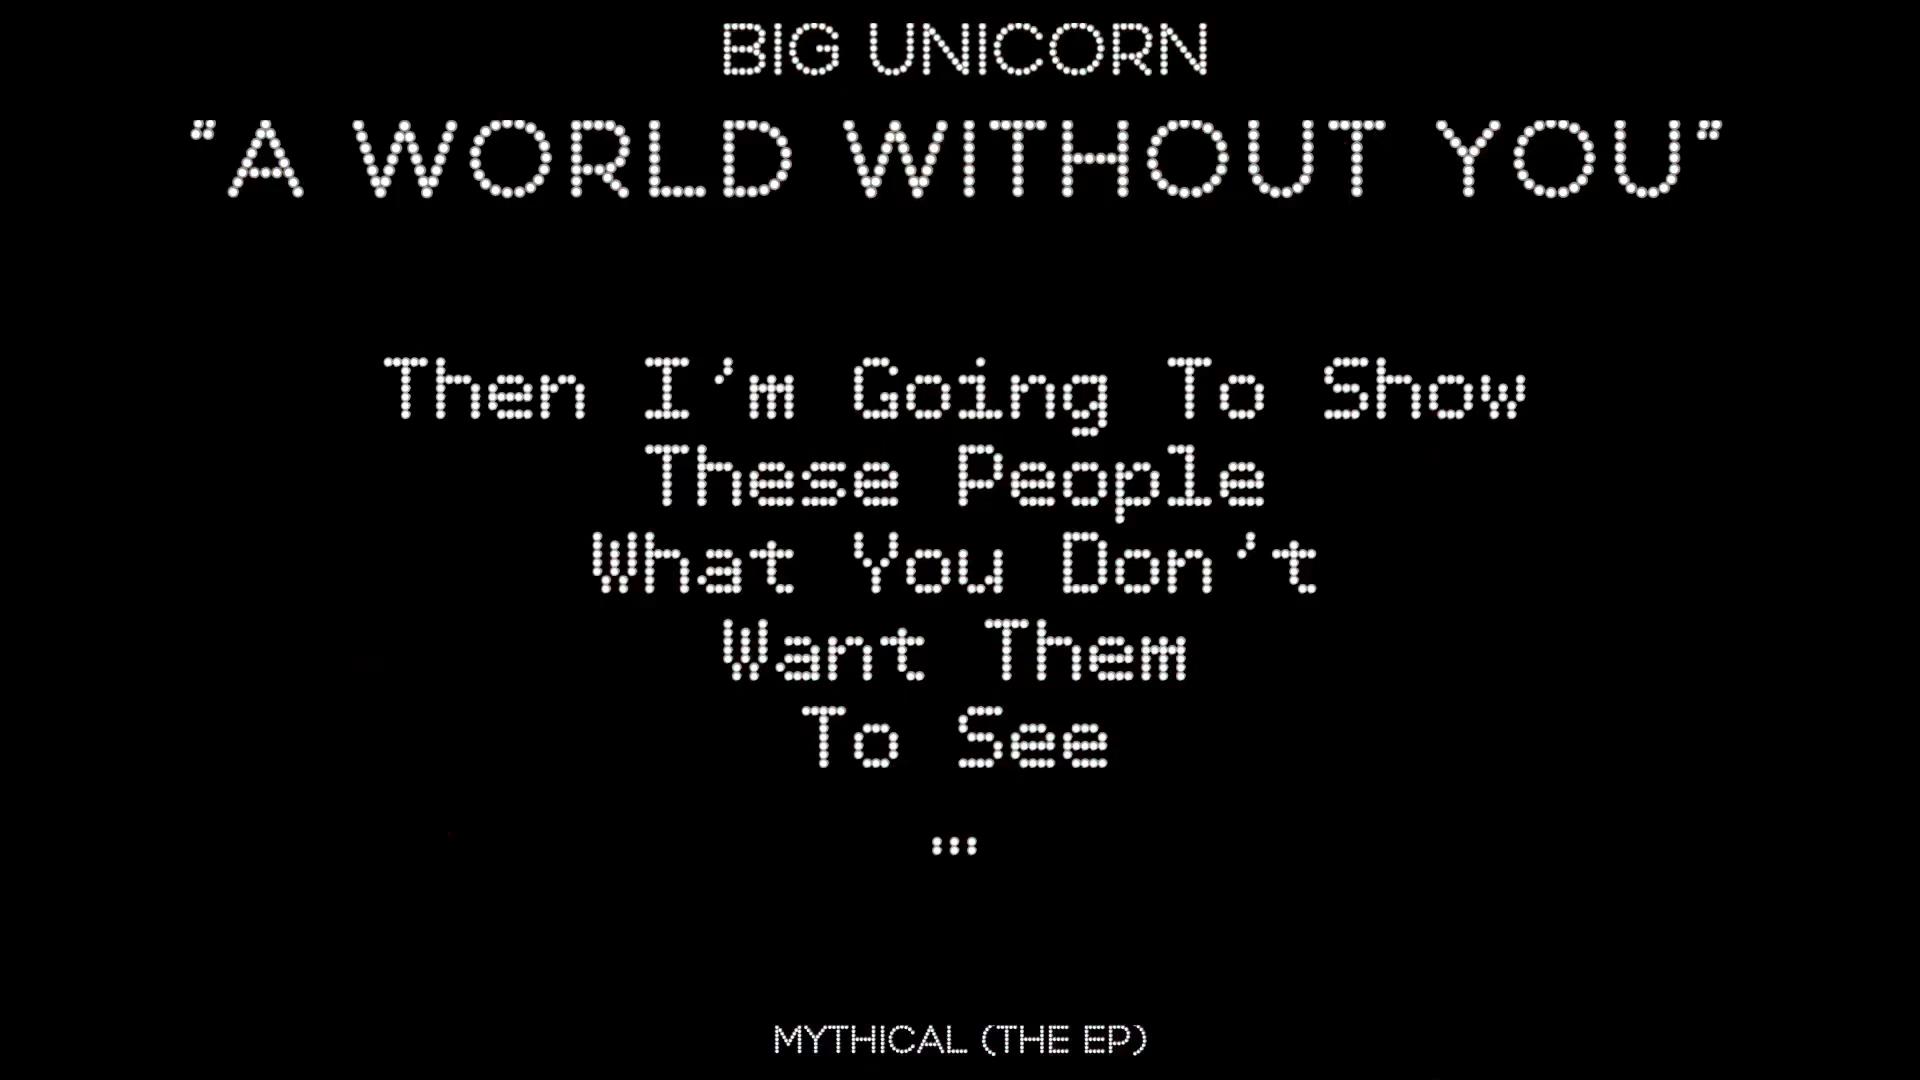 BIG UNICORN
"A WORLD WITHOUT YOU"
Then I'm Going To Show
These People
What You Don't
Want Them
To See
...
MYTHICAL (THE EP)